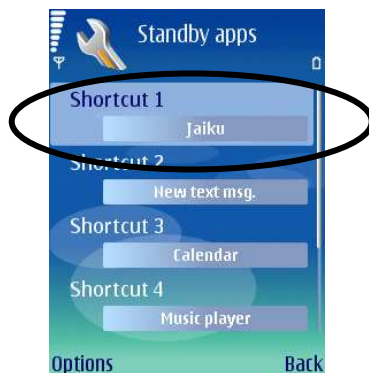 Standby apps
Shortcut 1
Jaiku
Shortcut 2
New text msg.
Shortcut 3
Calendar
Shortcut 4
Music player
Options Back